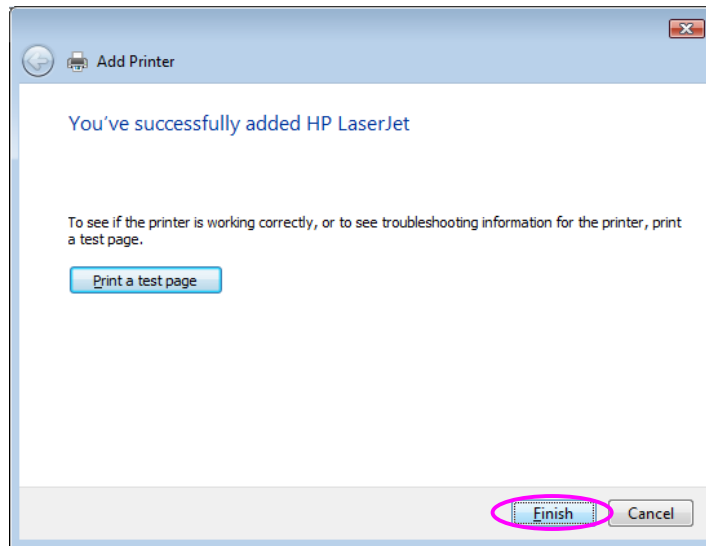 Add Printer
You've successfully added HP LaserJet
To see if the printer is working correctly, or to see troubleshooting information for the printer, print
a test page.
Print a test page
Finish Cancel